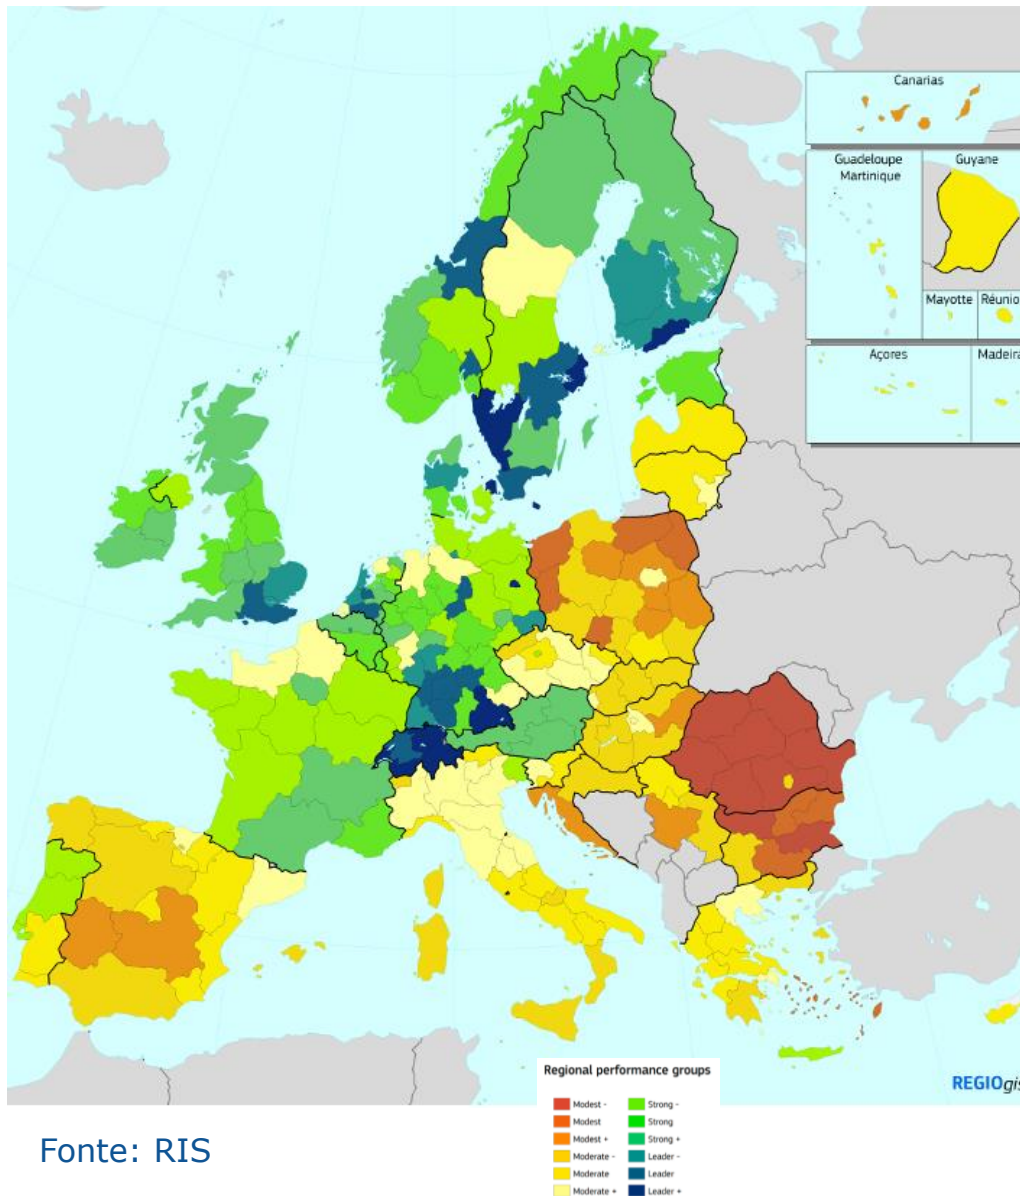 Canarias
Guadeloupe
Martinique
Guyane
Mayotte
Réunio
Açores
Madeira
REGIOgis
Regional performance groups
Modest -
Modest
Modest +
Moderate -
Moderate
Moderate +
Strong -
Strong
Strong +
Leader -
Leader
Leader +
Fonte: RIS